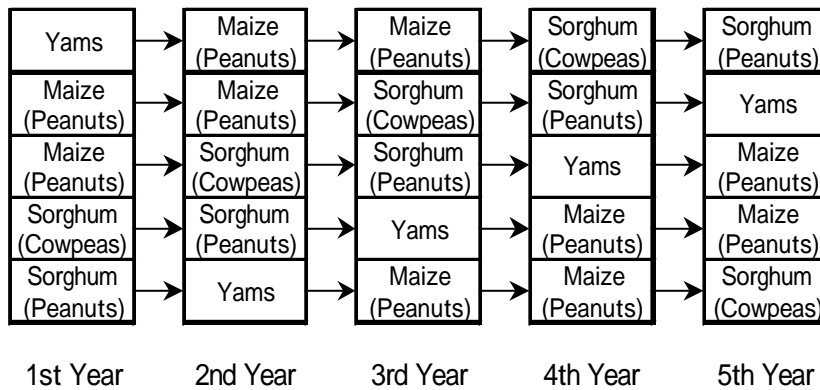 Yams
Maize
(Peanuts)
Maize
(Peanuts)
Sorghum
(Cowpeas)
Sorghum
(Peanuts)
Maize
(Peanuts)
Maize
(Peanuts)
Sorghum
(Cowpeas)
Sorghum
(Peanuts)
Yams
Maize
(Peanuts)
Sorghum
(Cowpeas)
Sorghum
(Peanuts)
Yams
Maize
(Peanuts)
Sorghum
(Cowpeas)
Sorghum
(Peanuts)
Yams
Maize
(Peanuts)
Maize
(Peanuts)
Sorghum
(Peanuts)
Yams
Maize
(Peanuts)
Maize
(Peanuts)
Sorghum
(Cowpeas)
1st Year
2nd Year
3rd Year
4th Year
5th Year